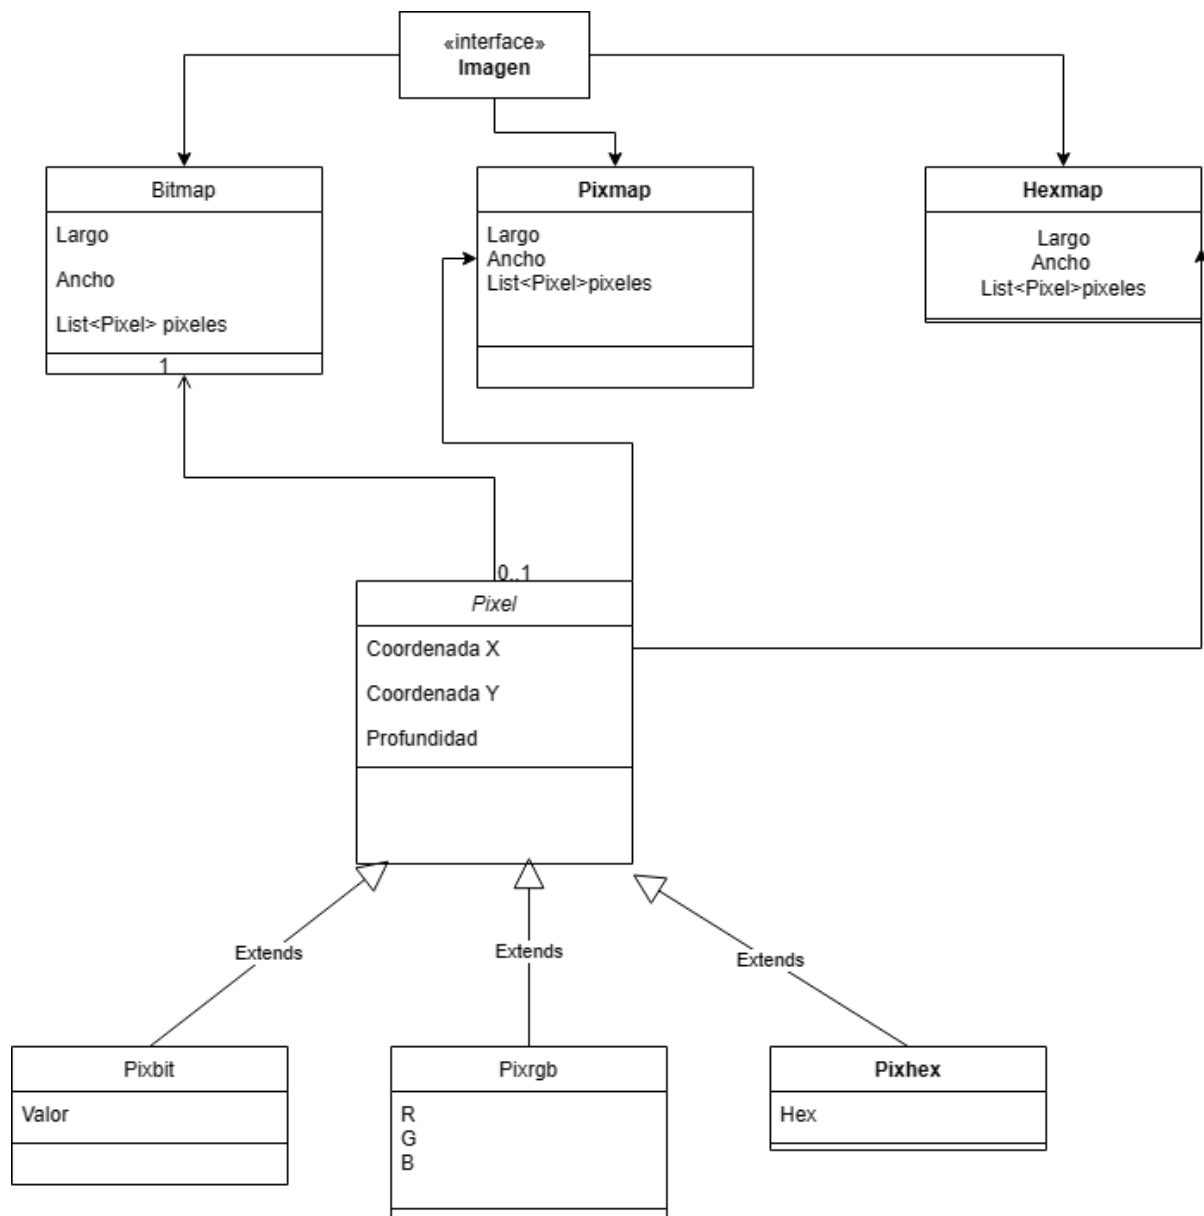 «interface»
Imagen
Bitmap
Largo
Ancho
List<Pixel> pixeles
1
Pixmap
Largo
Ancho
List<Pixel>pixeles
Hexmap
Largo
Ancho
List<Pixel>pixeles
0..1
Pixel
Coordenada X
Coordenada Y
Profundidad
Extends
Extends
Extends
Pixbit
Valor
Pixrgb
R
G
B
Pixhex
Hex